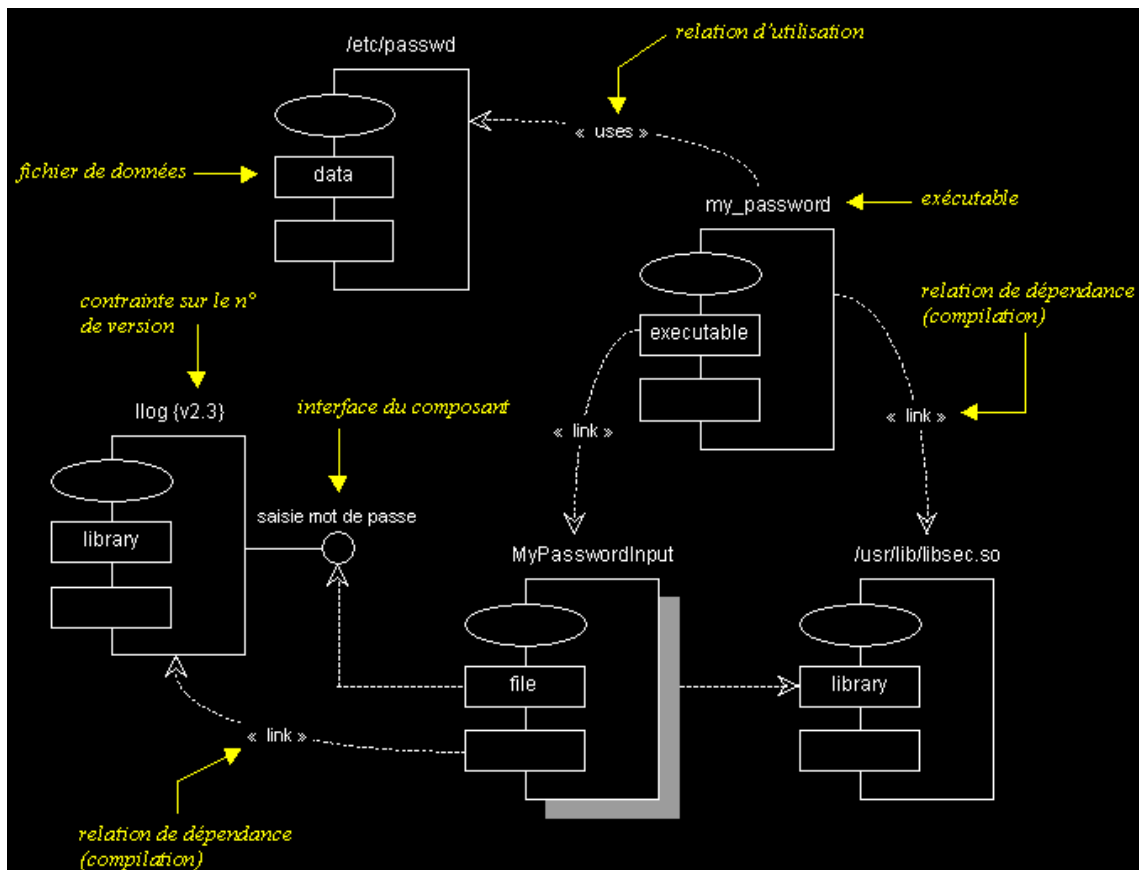 relation d'utilisation
/etc/passwd
« uses »
fichier de données
data
my_password
exécutable
contrainte sur le n°
de version
relation de dépendance
(compilation)
executable
llog {v2.3}
interface du composant
« link »
« link »
saisie mot de passe
library
MyPasswordInput
/usr/lib/libsec.so
file
library
« link »
relation de dépendance
(compilation)